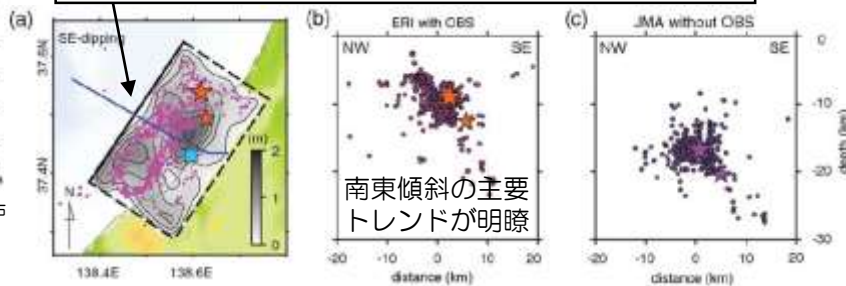 (a)
SE-dipping
37.6N
37.4N
N
(m)
2
1
0
138.4E
138.6E
(b)
ERI with OBS
NW
SE
南東傾斜の主要
トレンドが明瞭
-20
-10
0
10
20
distance (km)
(c)
JMA without OBS
NW
SE
0
-10
-20
-30
depth (km)
-20
-10
0
10
20
distance (km)